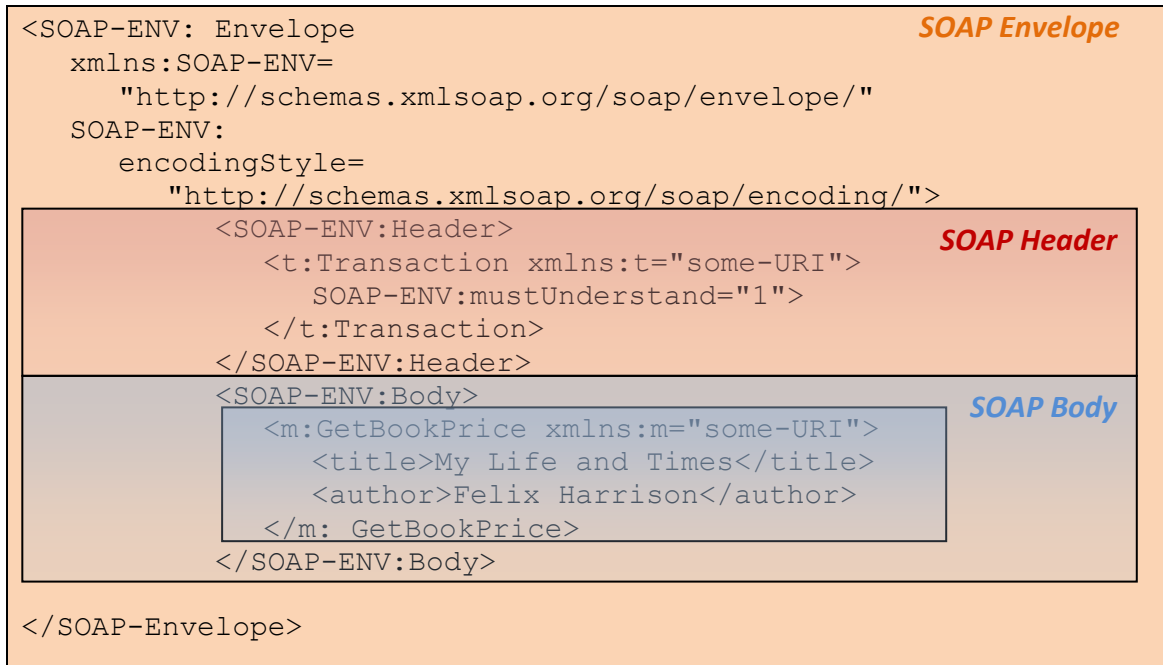 <SOAP-ENV: Envelope SOAP Envelope
xmlns:SOAP-ENV=
"http://schemas.xmlsoap.org/soap/envelope/"
SOAP-ENV:
encodingStyle=
"http://schemas.xmlsoap.org/soap/encoding/">
<SOAP-ENV:Header> SOAP Header
<t:Transaction xmlns:t="some-URI">
SOAP-ENV:mustUnderstand="1">
</t:Transaction>
</SOAP-ENV:Header>
<SOAP-ENV:Body> SOAP Body
<m:GetBookPrice xmlns:m="some-URI">
<title>My Life and Times</title>
<author>Felix Harrison</author>
</m: GetBookPrice>
</SOAP-ENV:Body>
</SOAP-Envelope>